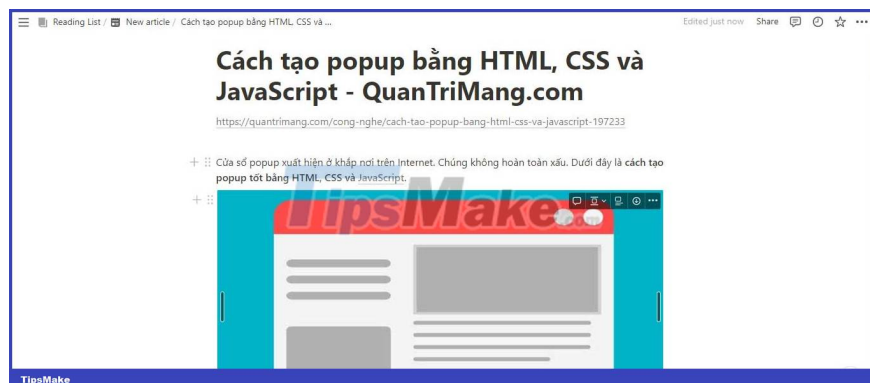 Reading List / New article / Cách tạo popup bằng HTML, CSS và ...
Edited just now Share
Cách tạo popup bằng HTML, CSS và
JavaScript - QuanTriMang.com
https://quantrimang.com/cong-nghe/cach-tao-popup-bang-html-css-va-javascript-197233
Cửa sổ popup xuất hiện ở khắp nơi trên Internet. Chúng không hoàn toàn xấu. Dưới đây là cách tạo
popup tốt bằng HTML, CSS và JavaScript.
TipsMake.com
TipsMake